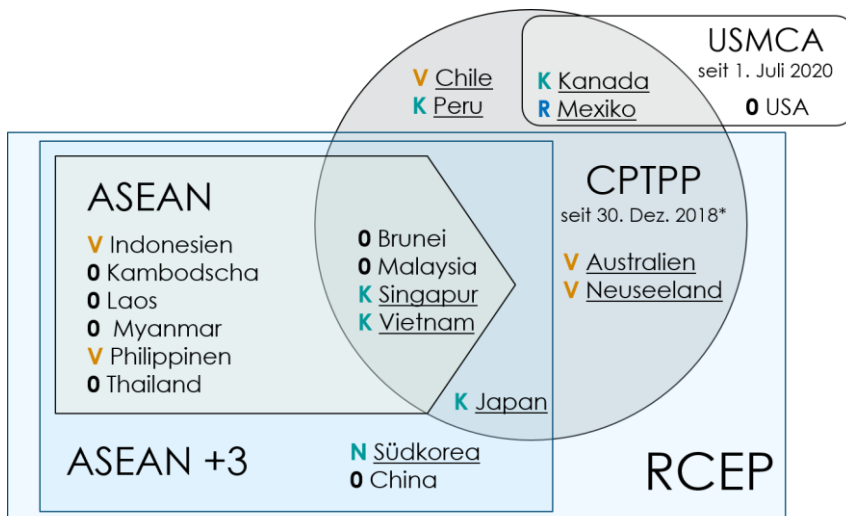 USMCA
seit 1. Juli 2020
V Chile
K Peru
K Kanada
R Mexiko
0 USA
ASEAN
V Indonesien
0 Kambodscha
0 Laos
0 Myanmar
V Philippinen
0 Thailand
0 Brunei
0 Malaysia
K Singapur
K Vietnam
CPTPP
seit 30. Dez. 2018*
V Australien
V Neuseeland
K Japan
ASEAN +3
N Südkorea
0 China
RCEP